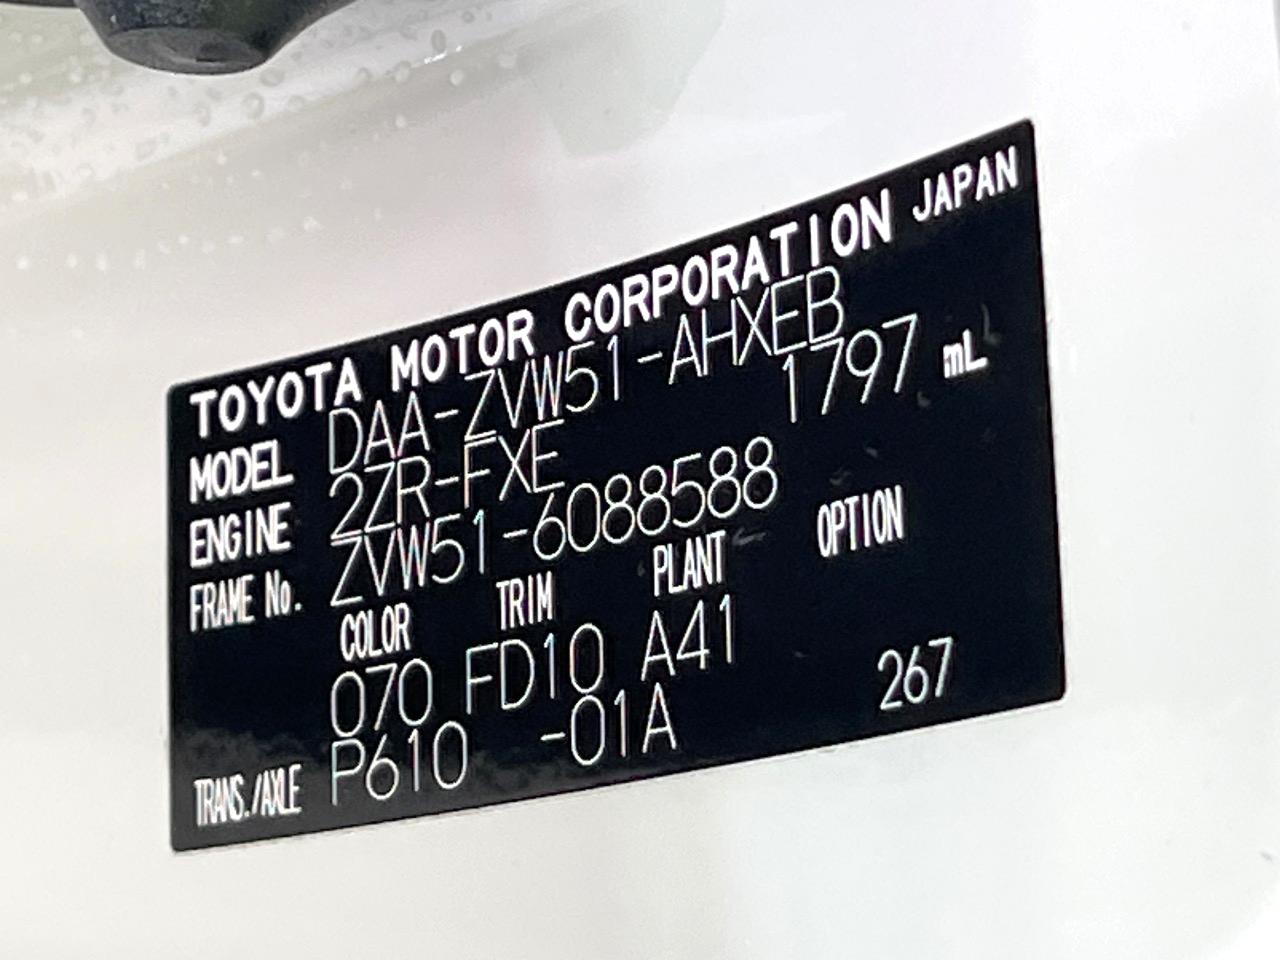 TOYOTA MOTOR CORPORATION JAPAN
MODEL DAA-ZVW51-AHXEB
ENGINE 2ZR-FXE 1797 mL
FRAME No. ZVW51-6088588
COLOR TRIM PLANT OPTION
070 FD10 A41
TRANS./AXLE P610 -01A 267